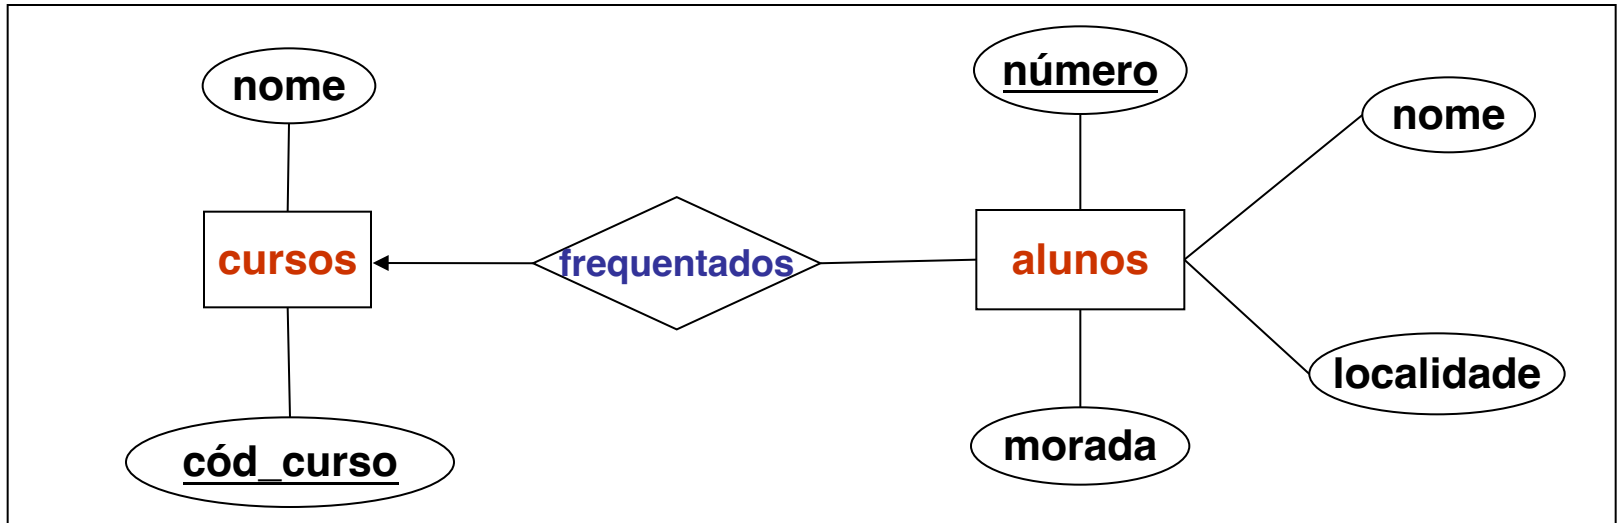 nome
número
nome
cursos
frequentados
alunos
localidade
cód_curso
morada